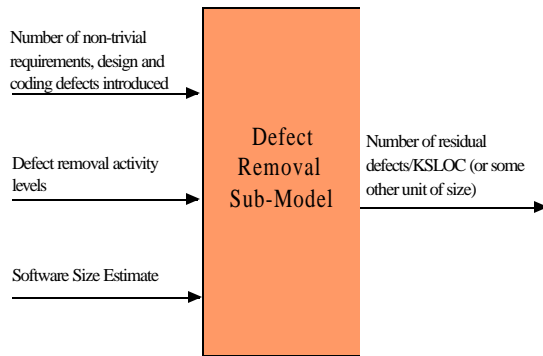 Number of non-trivial
requirements, design and
coding defects introduced
Defect removal activity
levels
Software Size Estimate
Defect
Removal
Sub-Model
Number of residual
defects/KSLOC (or some
other unit of size)